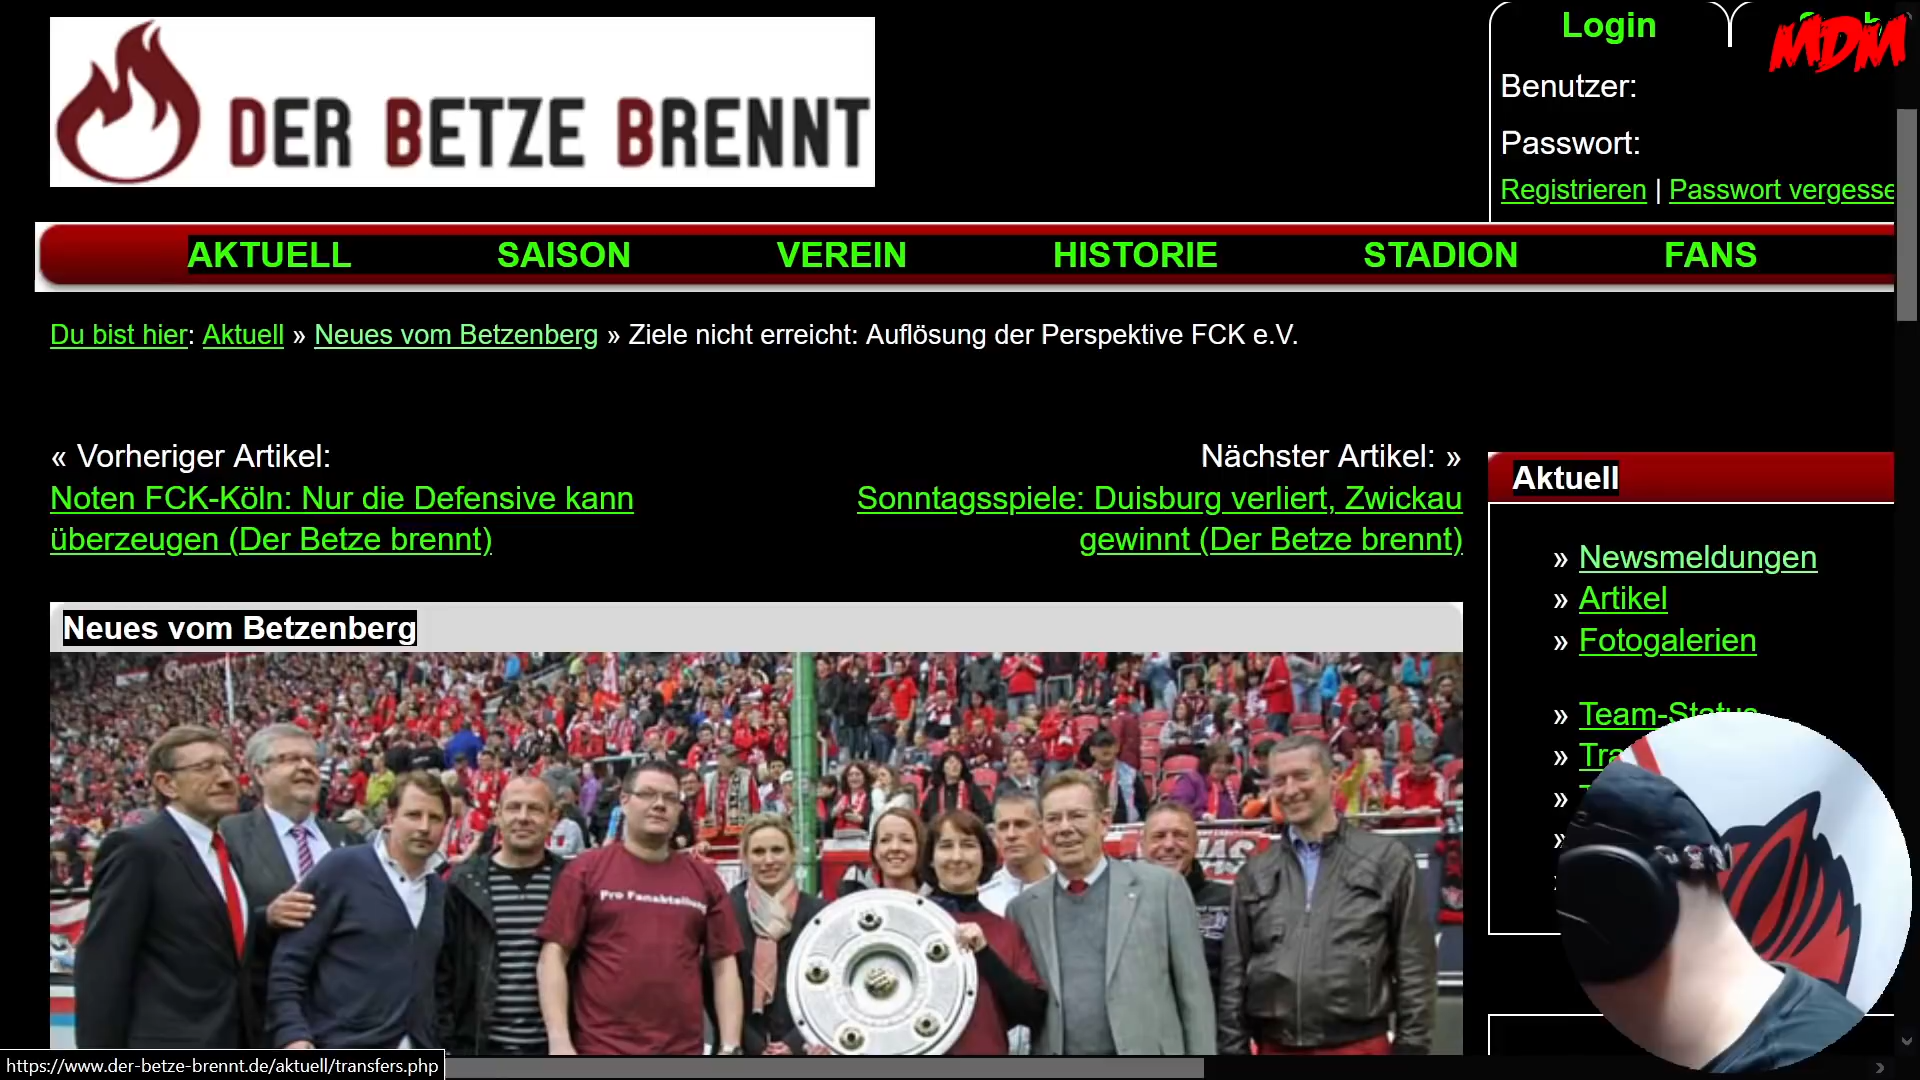 DER BETZE BRENNT
Login
MDM
Benutzer:
Passwort:
Registrieren | Passwort vergesse
AKTUELL SAISON VEREIN HISTORIE STADION FANS
Du bist hier: Aktuell » Neues vom Betzenberg » Ziele nicht erreicht: Auflösung der Perspektive FCK e.V.
« Vorheriger Artikel:
Noten FCK-Köln: Nur die Defensive kann
überzeugen (Der Betze brennt)
Nächster Artikel: »
Sonntagsspiele: Duisburg verliert, Zwickau
gewinnt (Der Betze brennt)
Aktuell
» Newsmeldungen
» Artikel
» Fotogalerien
» Team-Status
»
»
»
Neues vom Betzenberg
Pro Fanabteilung
https://www.der-betze-brennt.de/aktuell/transfers.php